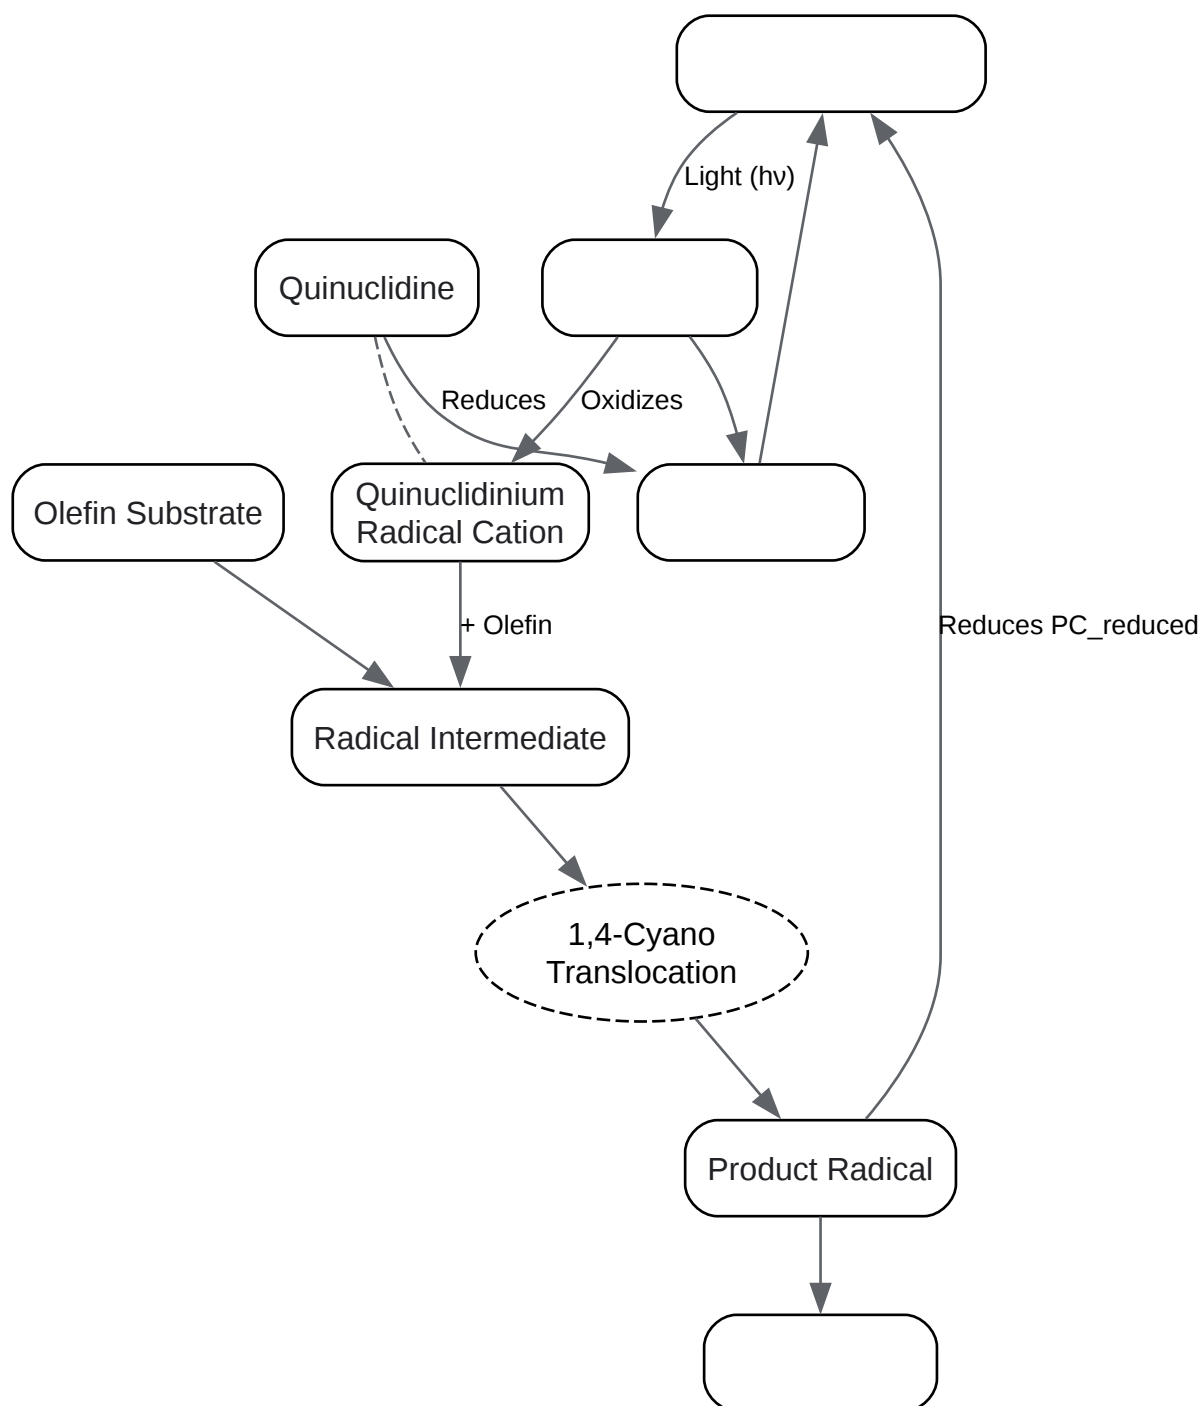 Light (hν)
Quinuclidine
Reduces
Oxidizes
Olefin Substrate
Quinuclidinium
Radical Cation
+ Olefin
Reduces PC_reduced
Radical Intermediate
1,4-Cyano
Translocation
Product Radical